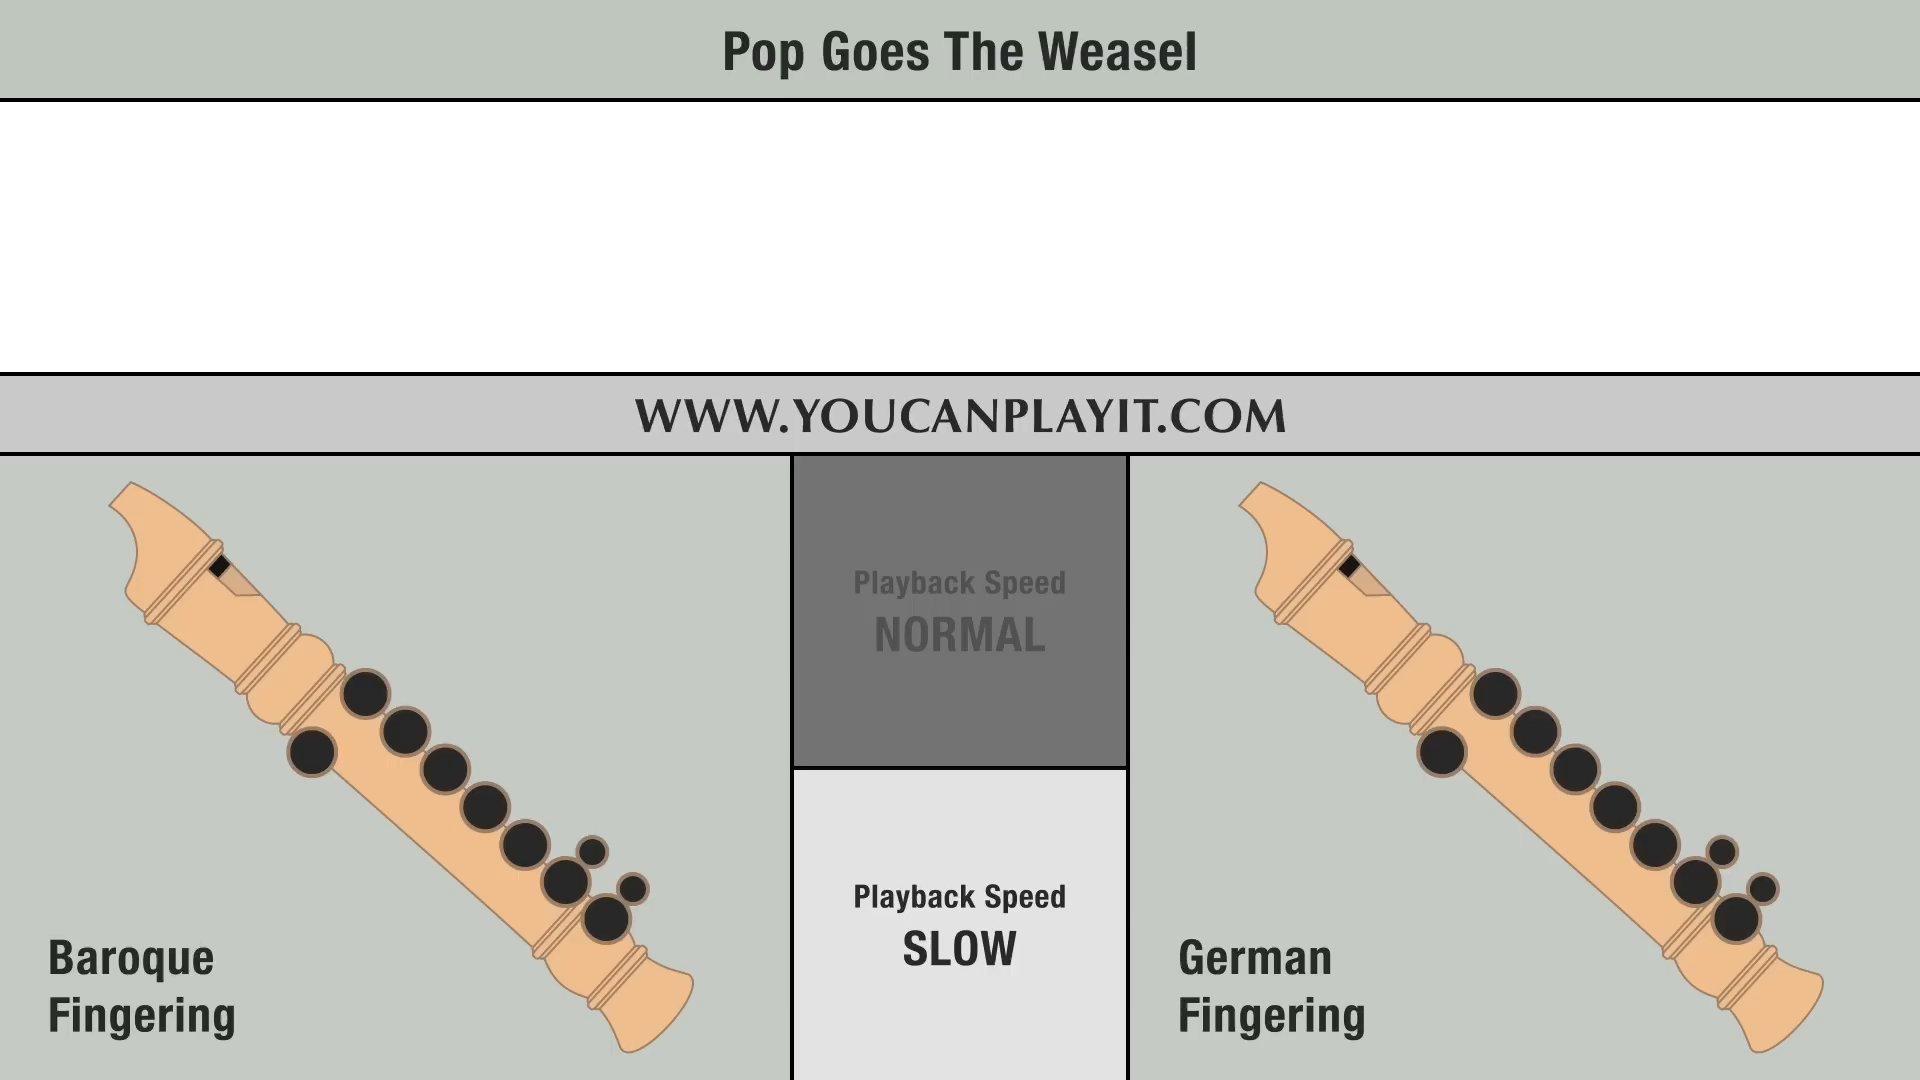 Pop Goes The Weasel
WWW.YOUCANPLAYIT.COM
Playback Speed
NORMAL
Playback Speed
SLOW
Baroque
Fingering
German
Fingering